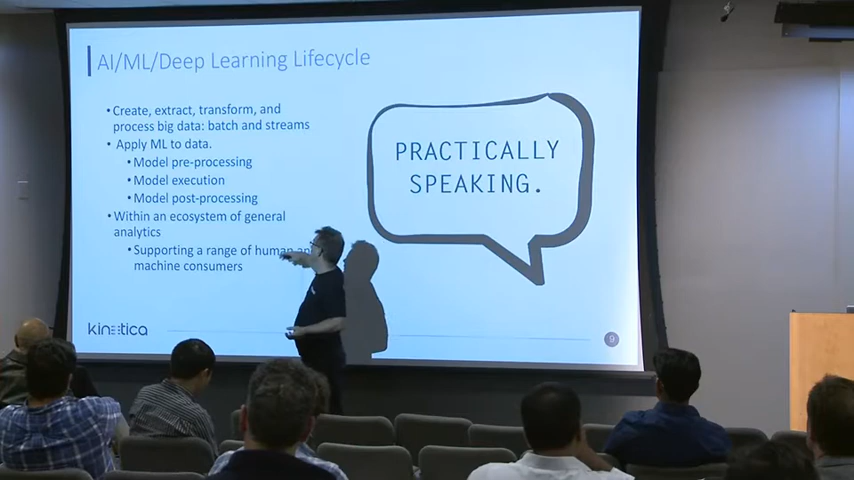 AI/ML/Deep Learning Lifecycle
• Create, extract, transform, and
process big data: batch and streams
• Apply ML to data.
• Model pre-processing
• Model execution
• Model post-processing
• Within an ecosystem of general
analytics
• Supporting a range of human an
machine consumers
PRACTICALLY
SPEAKING.
kinetica
9